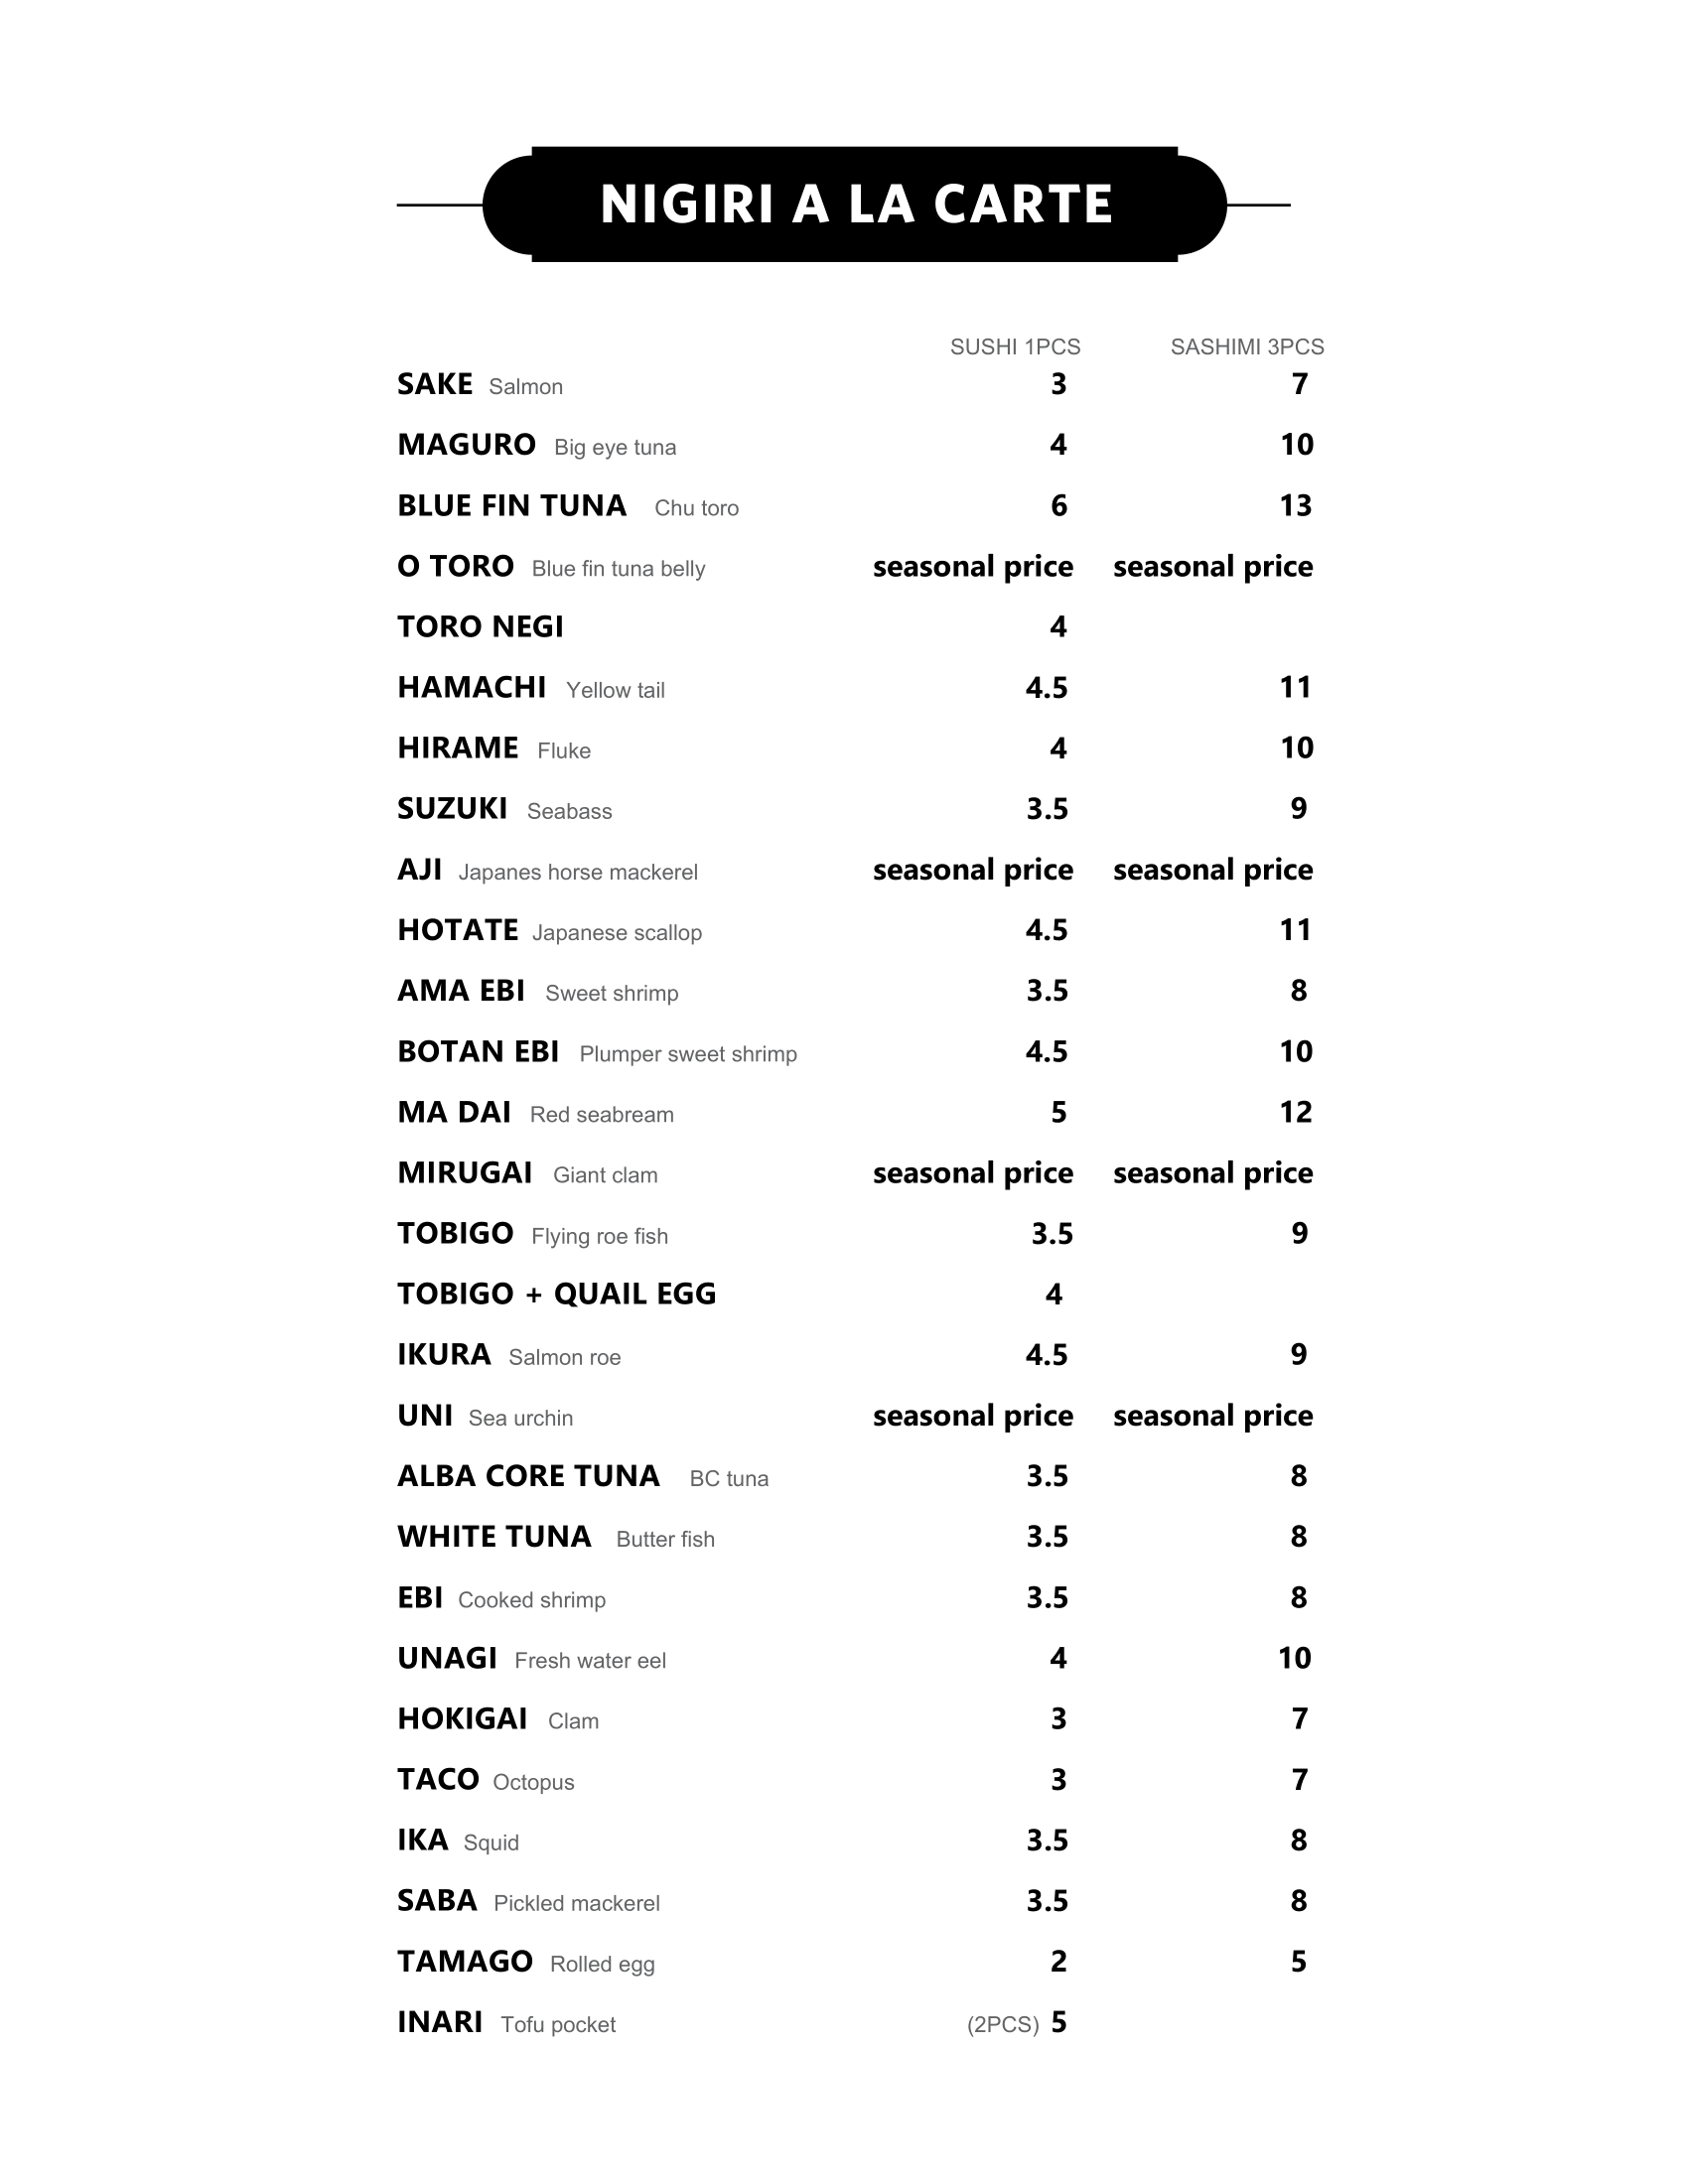 NIGIRI A LA CARTE
SUSHI 1PCS SASHIMI 3PCS
SAKE Salmon 3 7
MAGURO Big eye tuna 4 10
BLUE FIN TUNA Chu toro 6 13
O TORO Blue fin tuna belly seasonal price seasonal price
TORO NEGI 4
HAMACHI Yellow tail 4.5 11
HIRAME Fluke 4 10
SUZUKI Seabass 3.5 9
AJI Japanes horse mackerel seasonal price seasonal price
HOTATE Japanese scallop 4.5 11
AMA EBI Sweet shrimp 3.5 8
BOTAN EBI Plumper sweet shrimp 4.5 10
MA DAI Red seabream 5 12
MIRUGAI Giant clam seasonal price seasonal price
TOBIGO Flying roe fish 3.5 9
TOBIGO + QUAIL EGG 4
IKURA Salmon roe 4.5 9
UNI Sea urchin seasonal price seasonal price
ALBA CORE TUNA BC tuna 3.5 8
WHITE TUNA Butter fish 3.5 8
EBI Cooked shrimp 3.5 8
UNAGI Fresh water eel 4 10
HOKIGAI Clam 3 7
TACO Octopus 3 7
IKA Squid 3.5 8
SABA Pickled mackerel 3.5 8
TAMAGO Rolled egg 2 5
INARI Tofu pocket (2PCS) 5